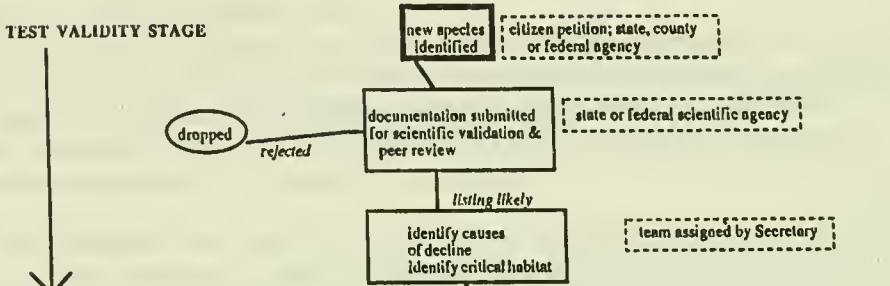 TEST VALIDITY STAGE
new species
identified
citizen petition; state, county
or federal agency
documentation submitted
for scientific validation &
peer review
state or federal scientific agency
dropped
rejected
listing likely
identify causes
of decline
identify critical habitat
team assigned by Secretary